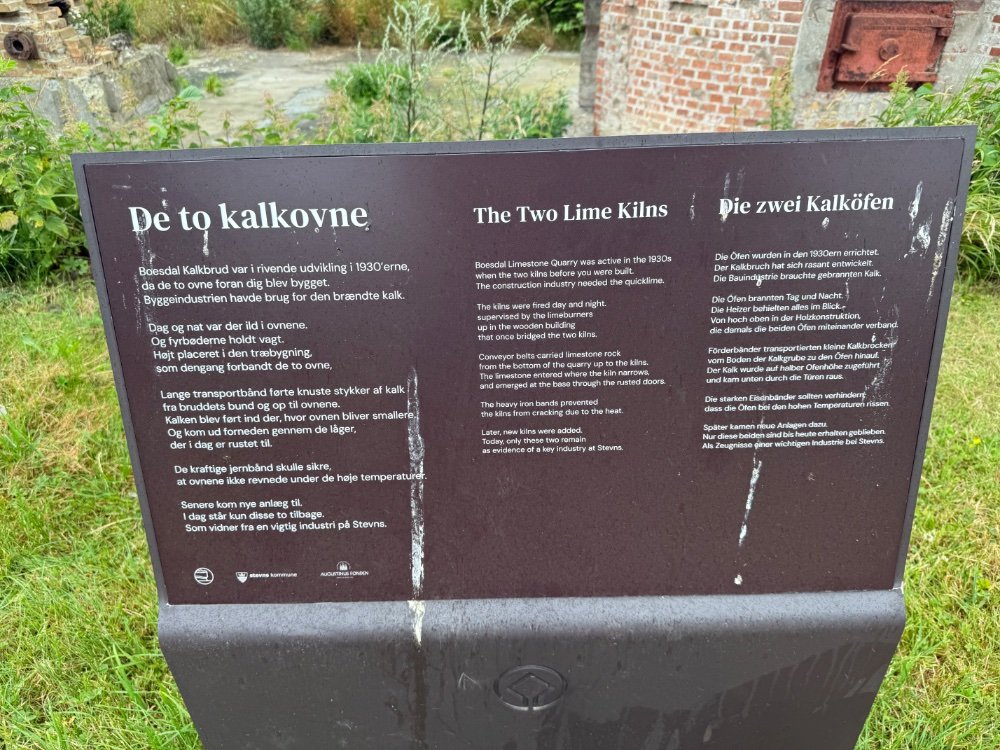 De to kalkovne
Boesdal Kalkbrud var i rivende udvikling i 1930'erne,
da de to ovne foran dig blev bygget.
Byggeindustrien havde brug for den brændte kalk.
Dag og nat var der ild i ovnene.
Og fyrbøderne holdt vagt.
Højt placeret i den træbygning,
som dengang forbandt de to ovne,
Lange transportbånd førte knuste stykker af kalk
fra bruddets bund og op til ovnene.
Kalken blev ført ind der, hvor ovnen bliver smallere.
Og kom ud forneden gennem de låger,
der i dag er rustet til.
De kraftige jernbånd skulle sikre,
at ovnene ikke revnede under de høje temperaturer.
Senere kom nye anlæg til.
I dag står kun disse to tilbage.
Som vidner fra en vigtig industri på Stevns.
stevns kommune
AUGUSTINUS FONDEN
The Two Lime Kilns
Boesdal Limestone Quarry was active in the 1930s
when the two kilns before you were built.
The construction industry needed the quicklime.
The kilns were fired day and night.
supervised by the limeburners
up in the wooden building
that once bridged the two kilns.
Conveyor belts carried limestone rock
from the bottom of the quarry up to the kilns.
The limestone entered where the kiln narrows,
and emerged at the base through the rusted doors.
The heavy iron bands prevented
the kilns from cracking due to the heat.
Later, new kilns were added.
Today, only these two remain
as evidence of a key industry at Stevns.
Die zwei Kalköfen
Die Öfen wurden in den 1930ern errichtet.
Der Kalkbruch hat sich rasant entwickelt.
Die Bauindustrie brauchte gebrannten Kalk.
Die Öfen brannten Tag und Nacht.
Die Heizer behielten alles im Blick.
Von hoch oben in der Holzkonstruktion,
die damals die beiden Öfen miteinander verband.
Förderbänder transportierten kleine Kalkbrocken
vom Boden der Kalkgrube zu den Öfen hinauf.
Der Kalk wurde auf halber Ofenhöhe zugeführt
und kam unten durch die Türen raus.
Die starken Eisenbänder sollten verhindern,
dass die Öfen bei den hohen Temperaturen rissen.
Später kamen neue Anlagen dazu.
Nur diese beiden sind bis heute erhalten geblieben.
Als Zeugnisse einer wichtigen Industrie bei Stevns.